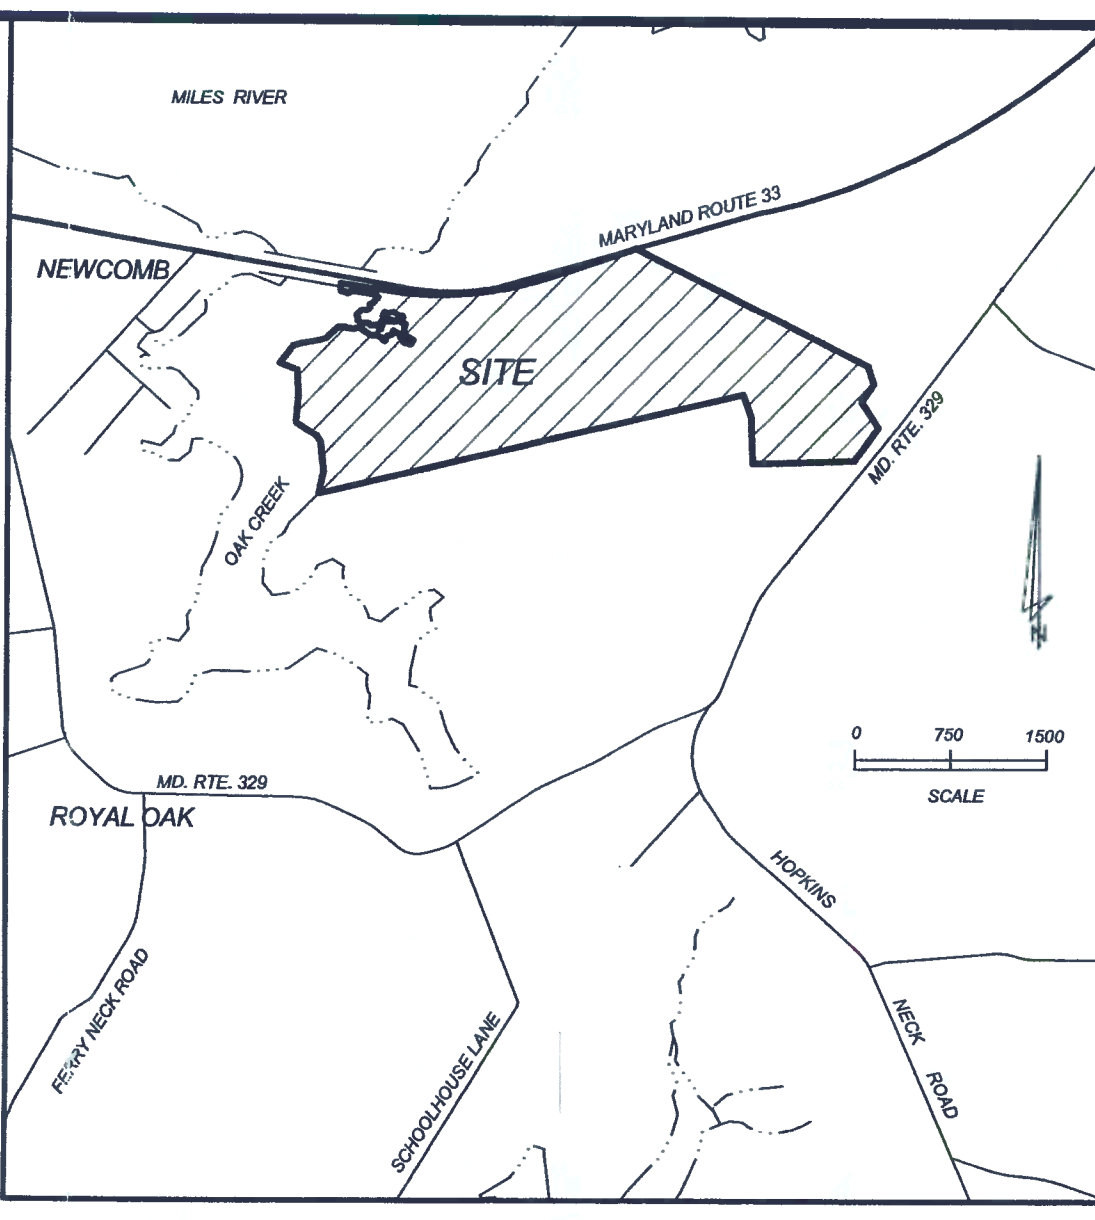 MILES RIVER
MARYLAND ROUTE 33
NEWCOMB
SITE
MD. RTE. 329
OAK CREEK
N
0 750 1500
SCALE
MD. RTE. 329
ROYAL OAK
HOPKINS
NECK
ROAD
FERRY NECK ROAD
SCHOOLHOUSE LANE